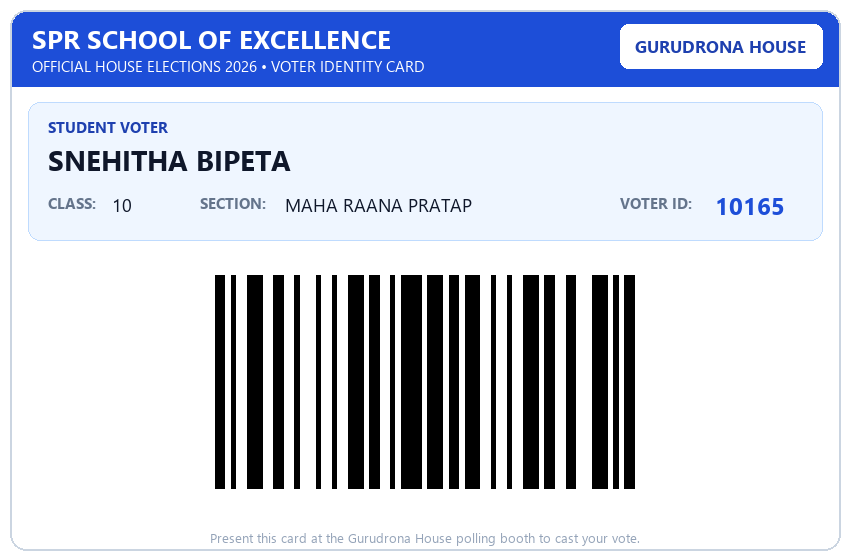 SPR SCHOOL OF EXCELLENCE
OFFICIAL HOUSE ELECTIONS 2026 • VOTER IDENTITY CARD
GURUDRONA HOUSE
STUDENT VOTER
SNEHITHA BIPETA
CLASS: 10 SECTION: MAHA RAANA PRATAP VOTER ID: 10165
Present this card at the Gurudrona House polling booth to cast your vote.